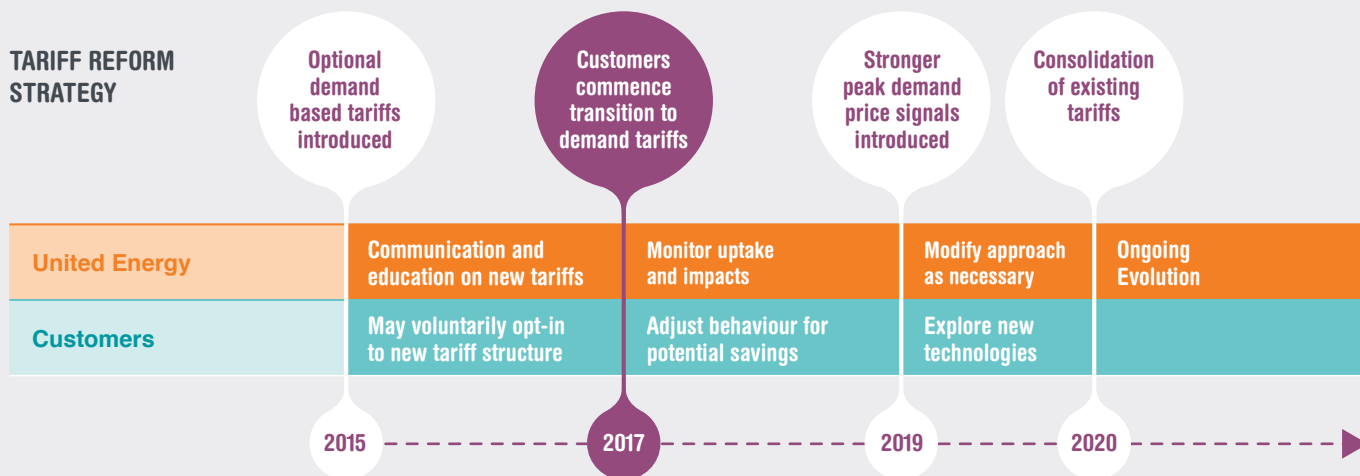 TARIFF REFORM
STRATEGY
Optional
demand
based tariffs
introduced
Customers
commence
transition to
demand tariffs
Stronger
peak demand
price signals
introduced
Consolidation
of existing
tariffs
United Energy
Communication and
education on new tariffs
Monitor uptake
and impacts
Modify approach
as necessary
Ongoing
Evolution
Customers
May voluntarily opt-in
to new tariff structure
Adjust behaviour for
potential savings
Explore new
technologies
2015
2017
2019
2020